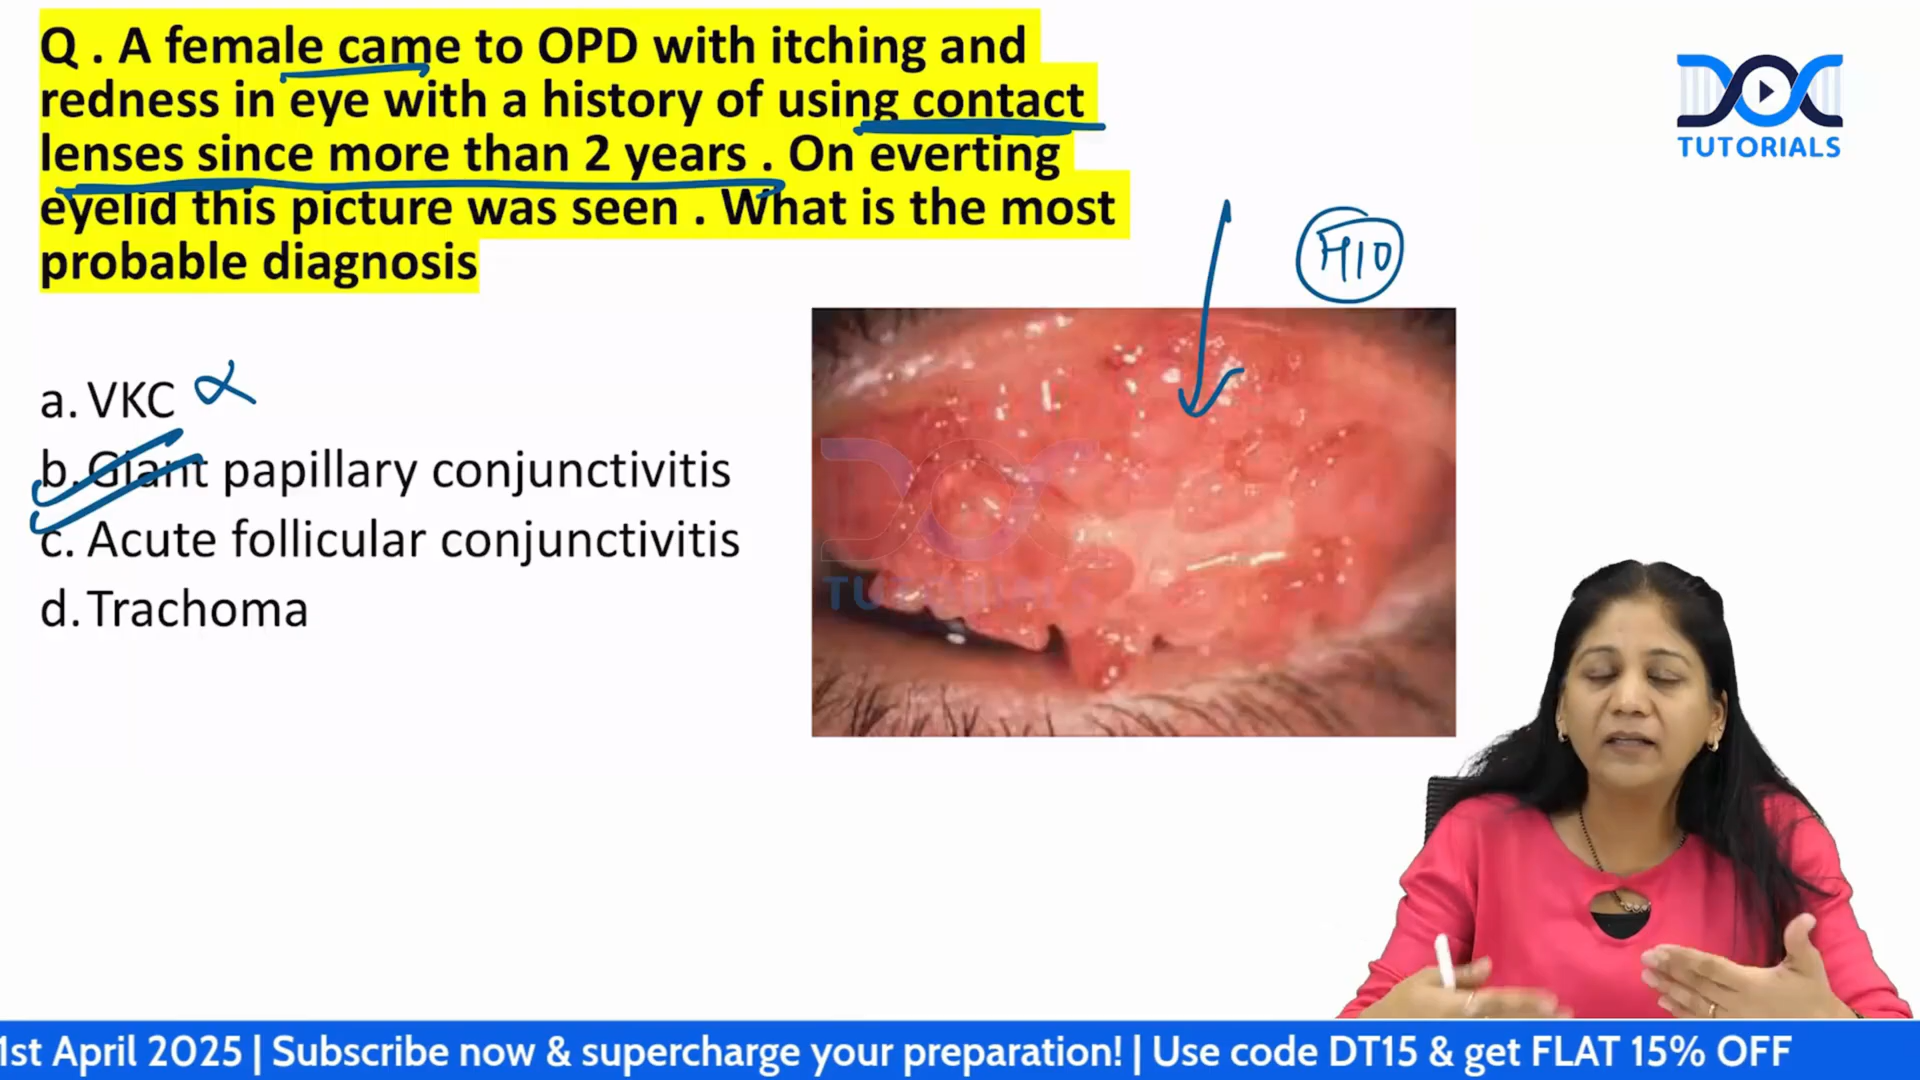 Q . A female came to OPD with itching and
redness in eye with a history of using contact
lenses since more than 2 years . On everting
eyelid this picture was seen . What is the most
probable diagnosis
DOC
TUTORIALS
H/O
a. VKC
b. Giant papillary conjunctivitis
c. Acute follicular conjunctivitis
d. Trachoma
DOC
TUTORIALS
1st April 2025 | Subscribe now & supercharge your preparation! | Use code DT15 & get FLAT 15% OFF